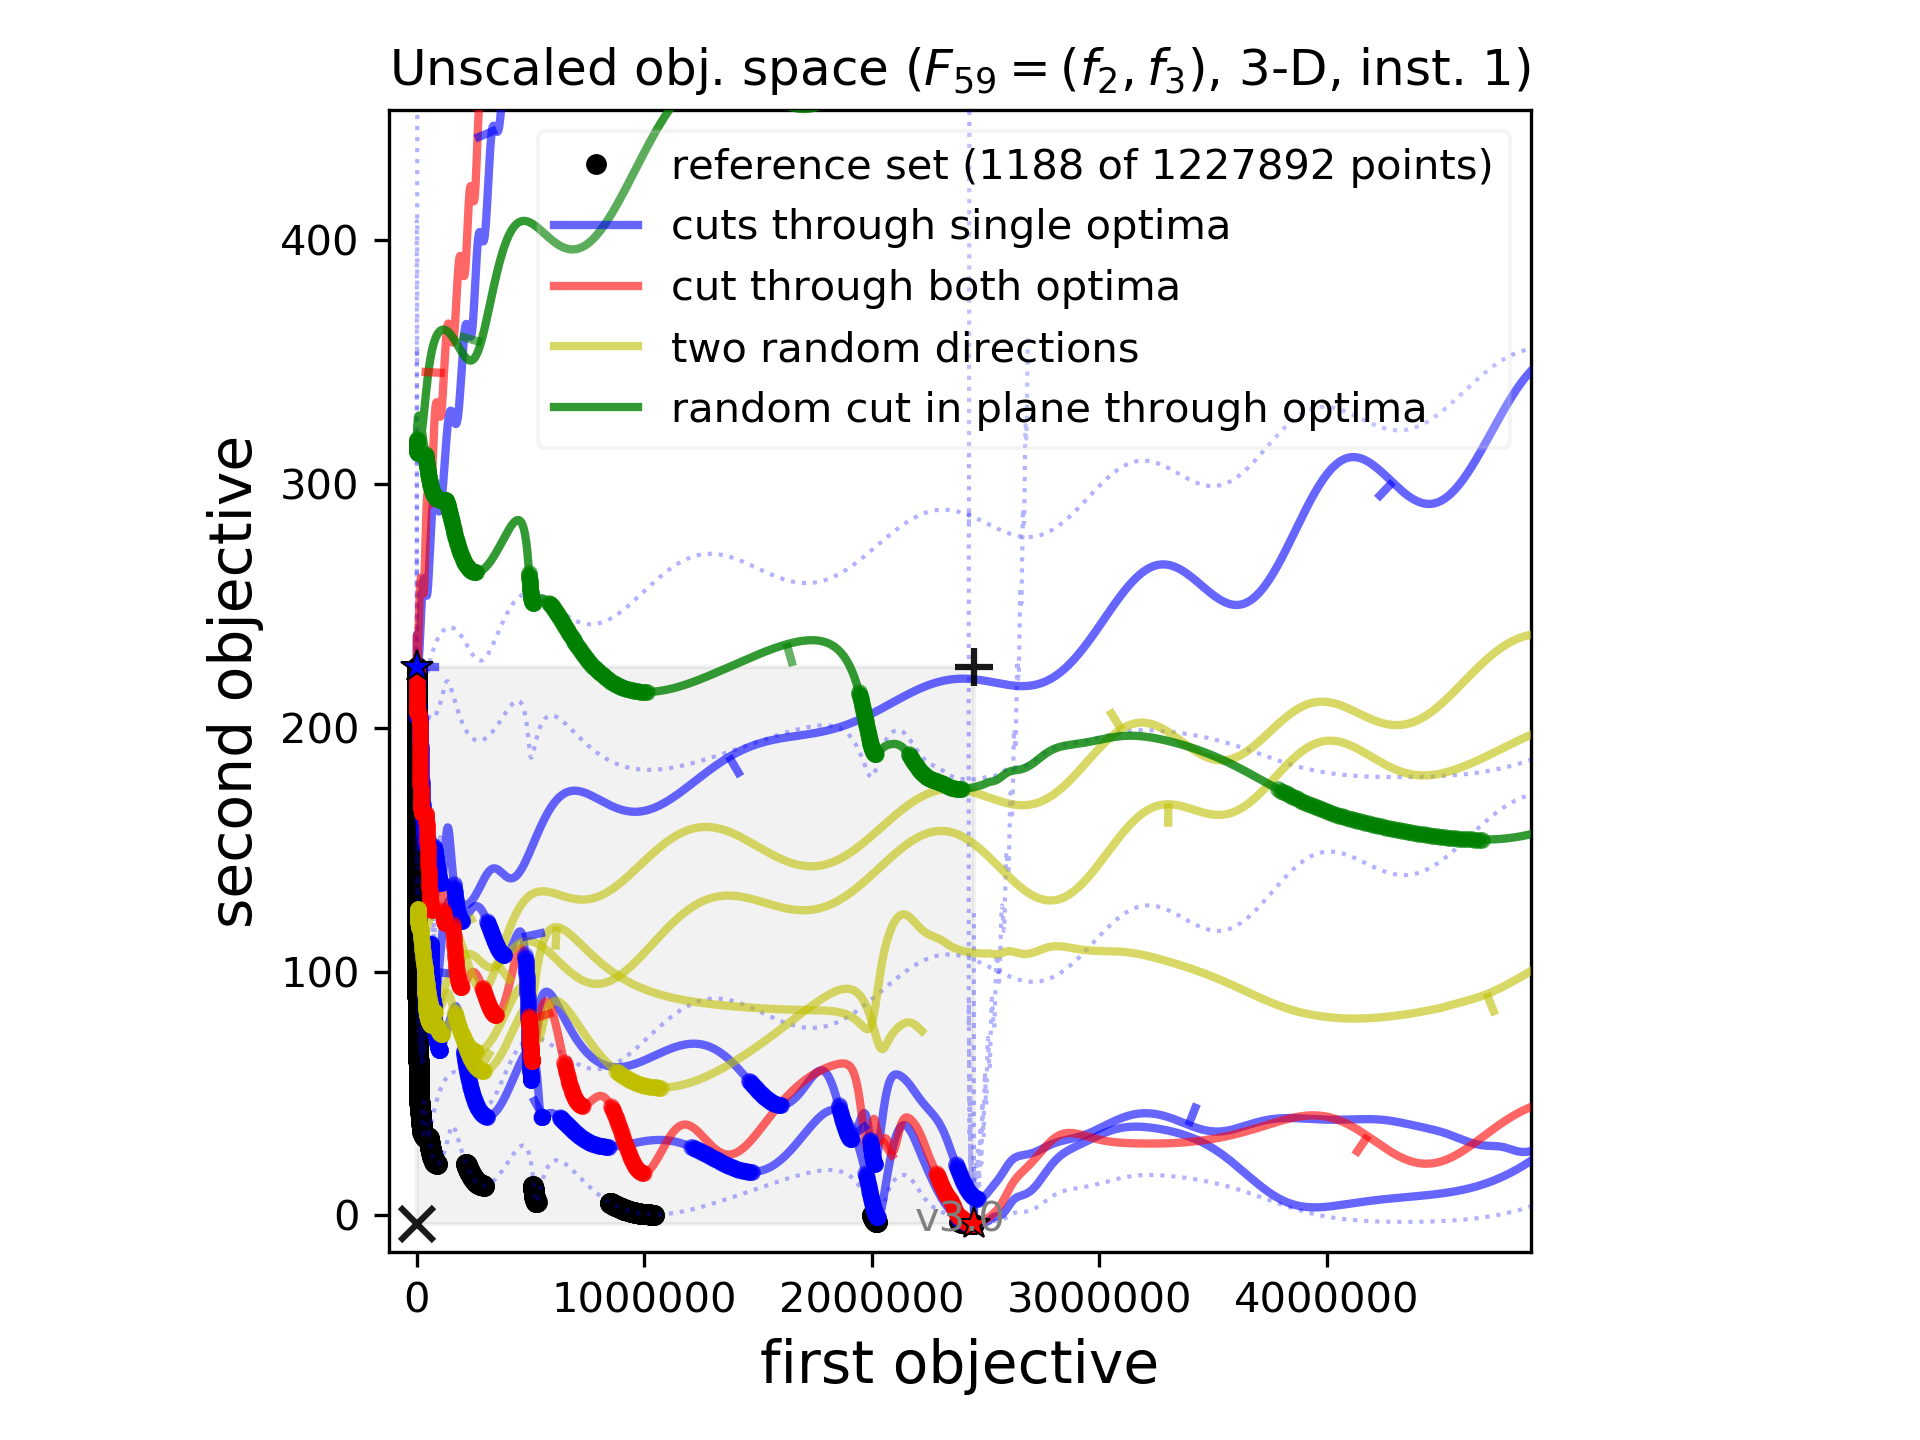 Unscaled obj. space (F₅₉ = (f₂, f₃), 3-D, inst. 1)
reference set (1188 of 1227892 points)
cuts through single optima
cut through both optima
two random directions
random cut in plane through optima
second objective
400
300
200
100
0
v3.0
0 1000000 2000000 3000000 4000000
first objective